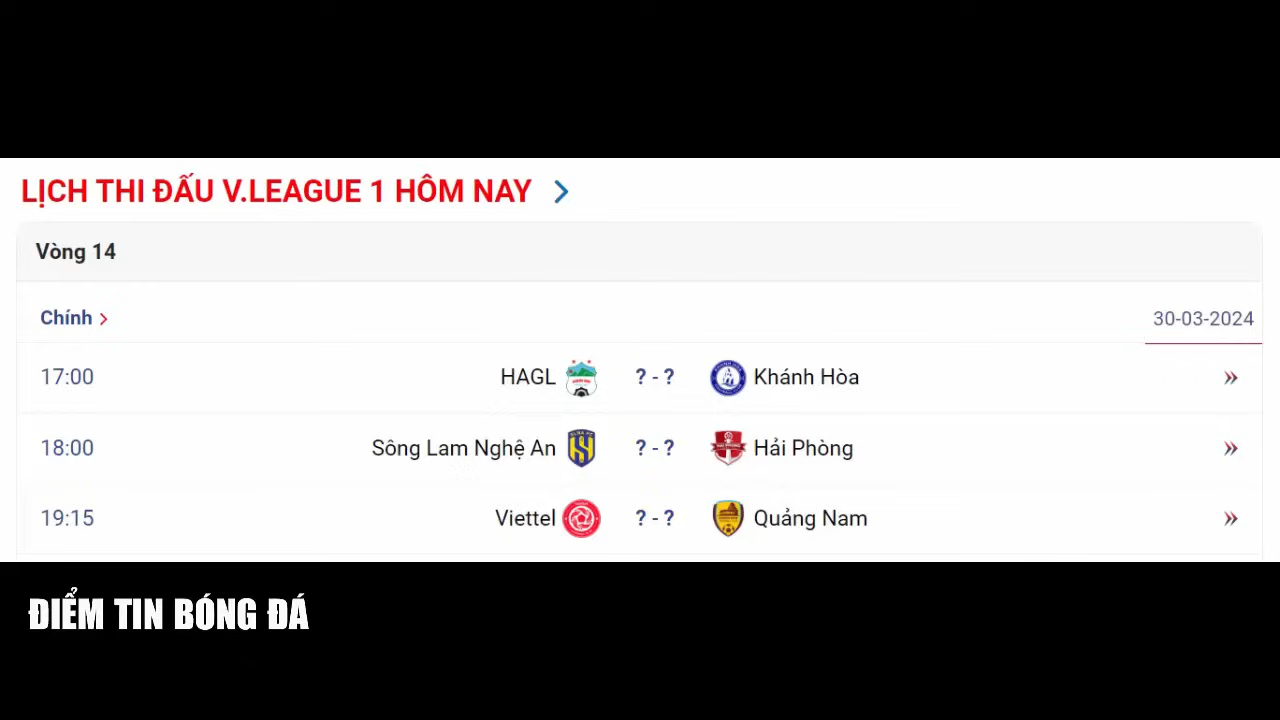 LỊCH THI ĐẤU V.LEAGUE 1 HÔM NAY
Vòng 14
Chính 30-03-2024
17:00 HAGL ? - ? Khánh Hòa
18:00 Sông Lam Nghệ An ? - ? Hải Phòng
19:15 Viettel ? - ? Quảng Nam
ĐIỂM TIN BÓNG ĐÁ